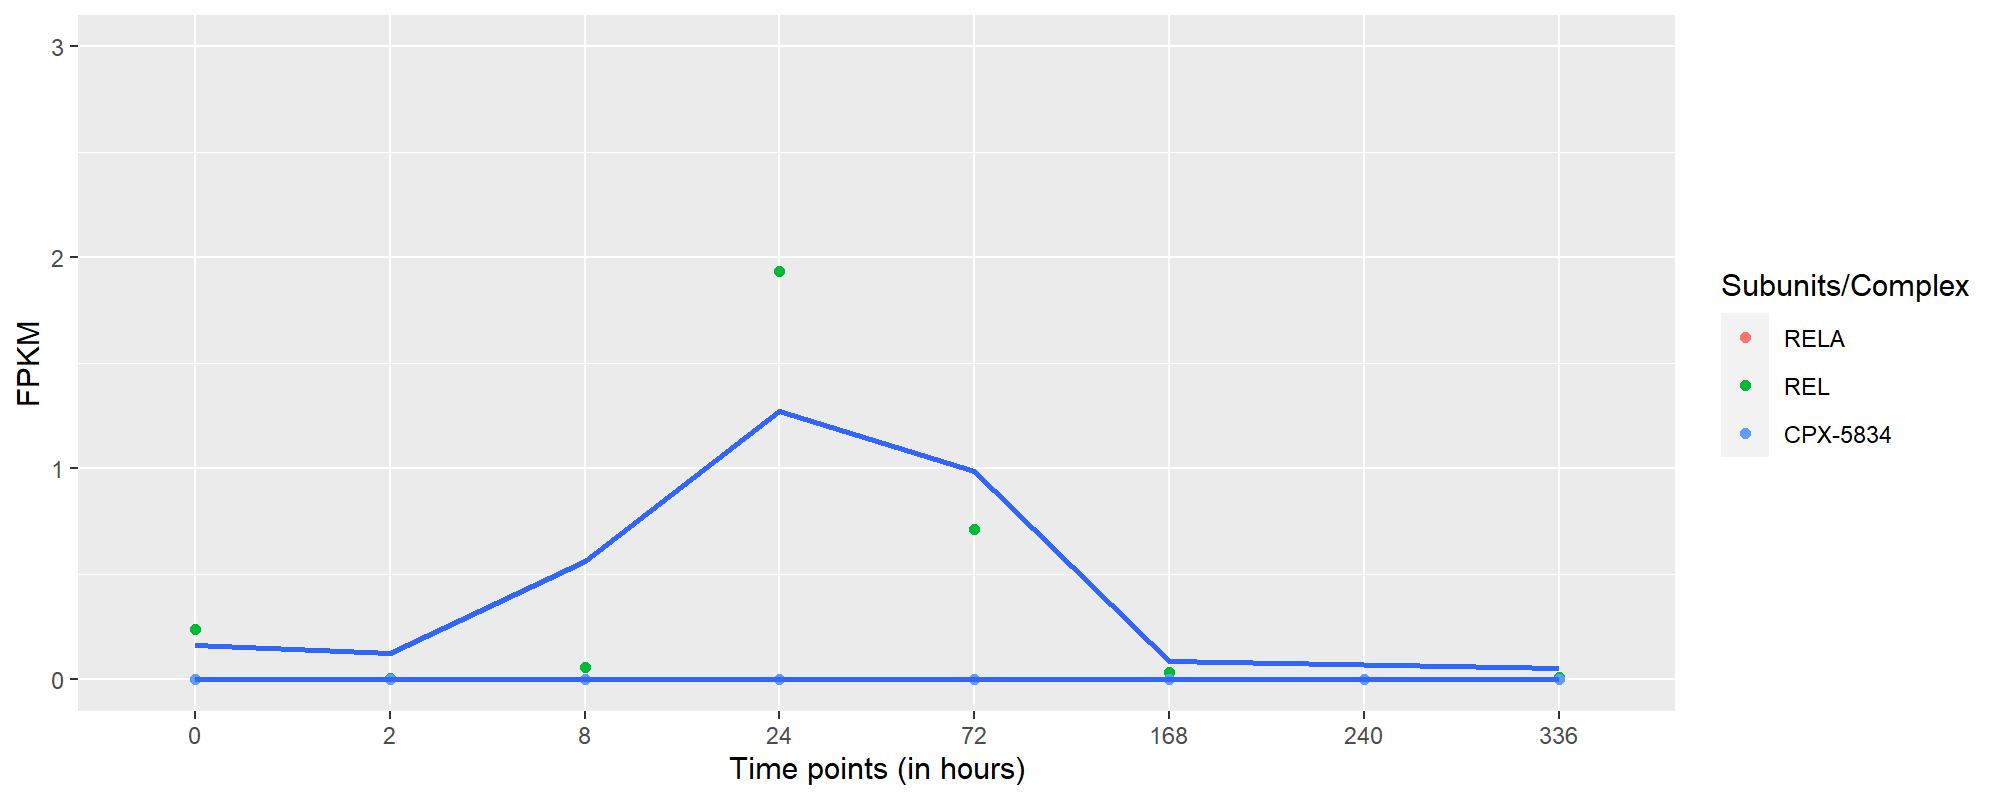 3
2
1
0
FPKM
0 2 8 24 72 168 240 336
Time points (in hours)
Subunits/Complex
RELA
REL
CPX-5834